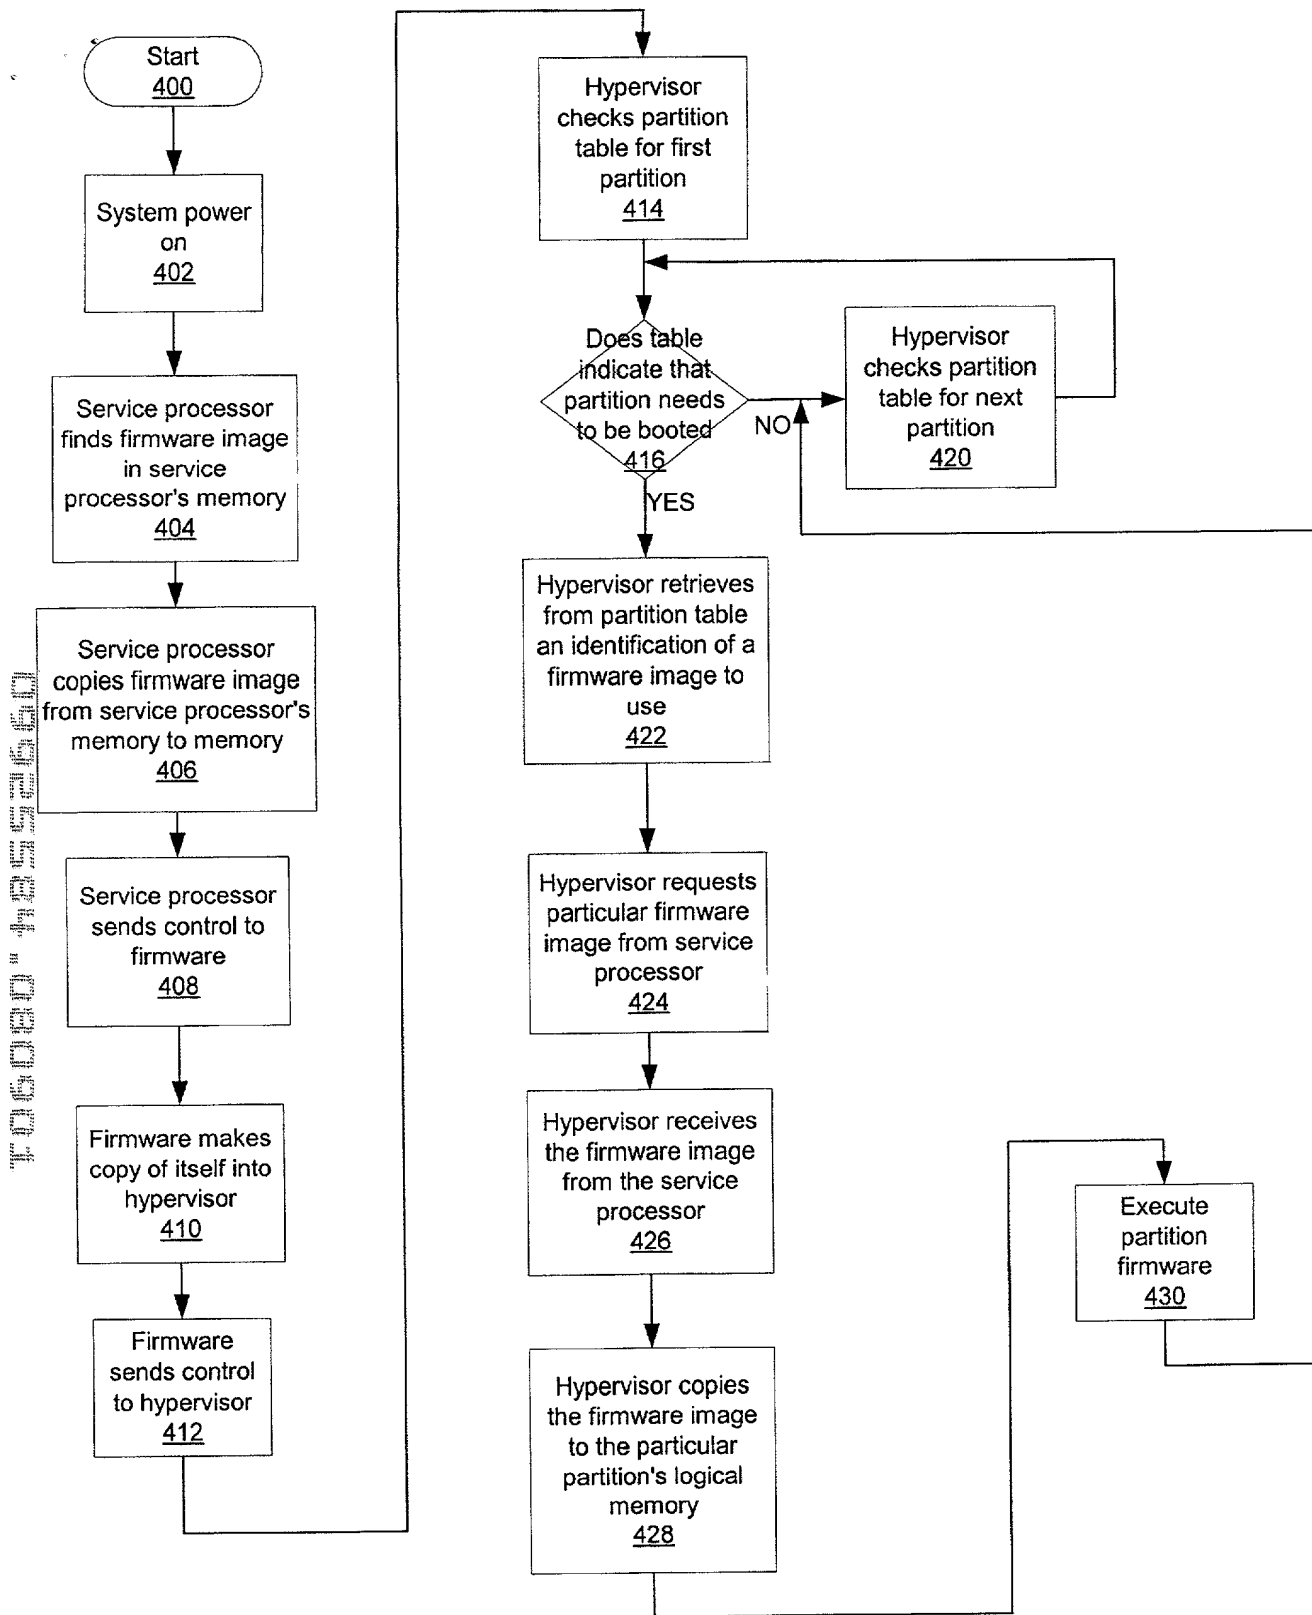 Start
400
System power
on
402
Service processor
finds firmware image
in service
processor's memory
404
Service processor
copies firmware image
from service processor's
memory to memory
406
Service processor
sends control to
firmware
408
Firmware makes
copy of itself into
hypervisor
410
Firmware
sends control
to hypervisor
412
Hypervisor
checks partition
table for first
partition
414
Does table
indicate that
partition needs
to be booted
416
NO
YES
Hypervisor
checks partition
table for next
partition
420
Hypervisor retrieves
from partition table
an identification of a
firmware image to
use
422
Hypervisor requests
particular firmware
image from service
processor
424
Hypervisor receives
the firmware image
from the service
processor
426
Hypervisor copies
the firmware image
to the particular
partition's logical
memory
428
Execute
partition
firmware
430